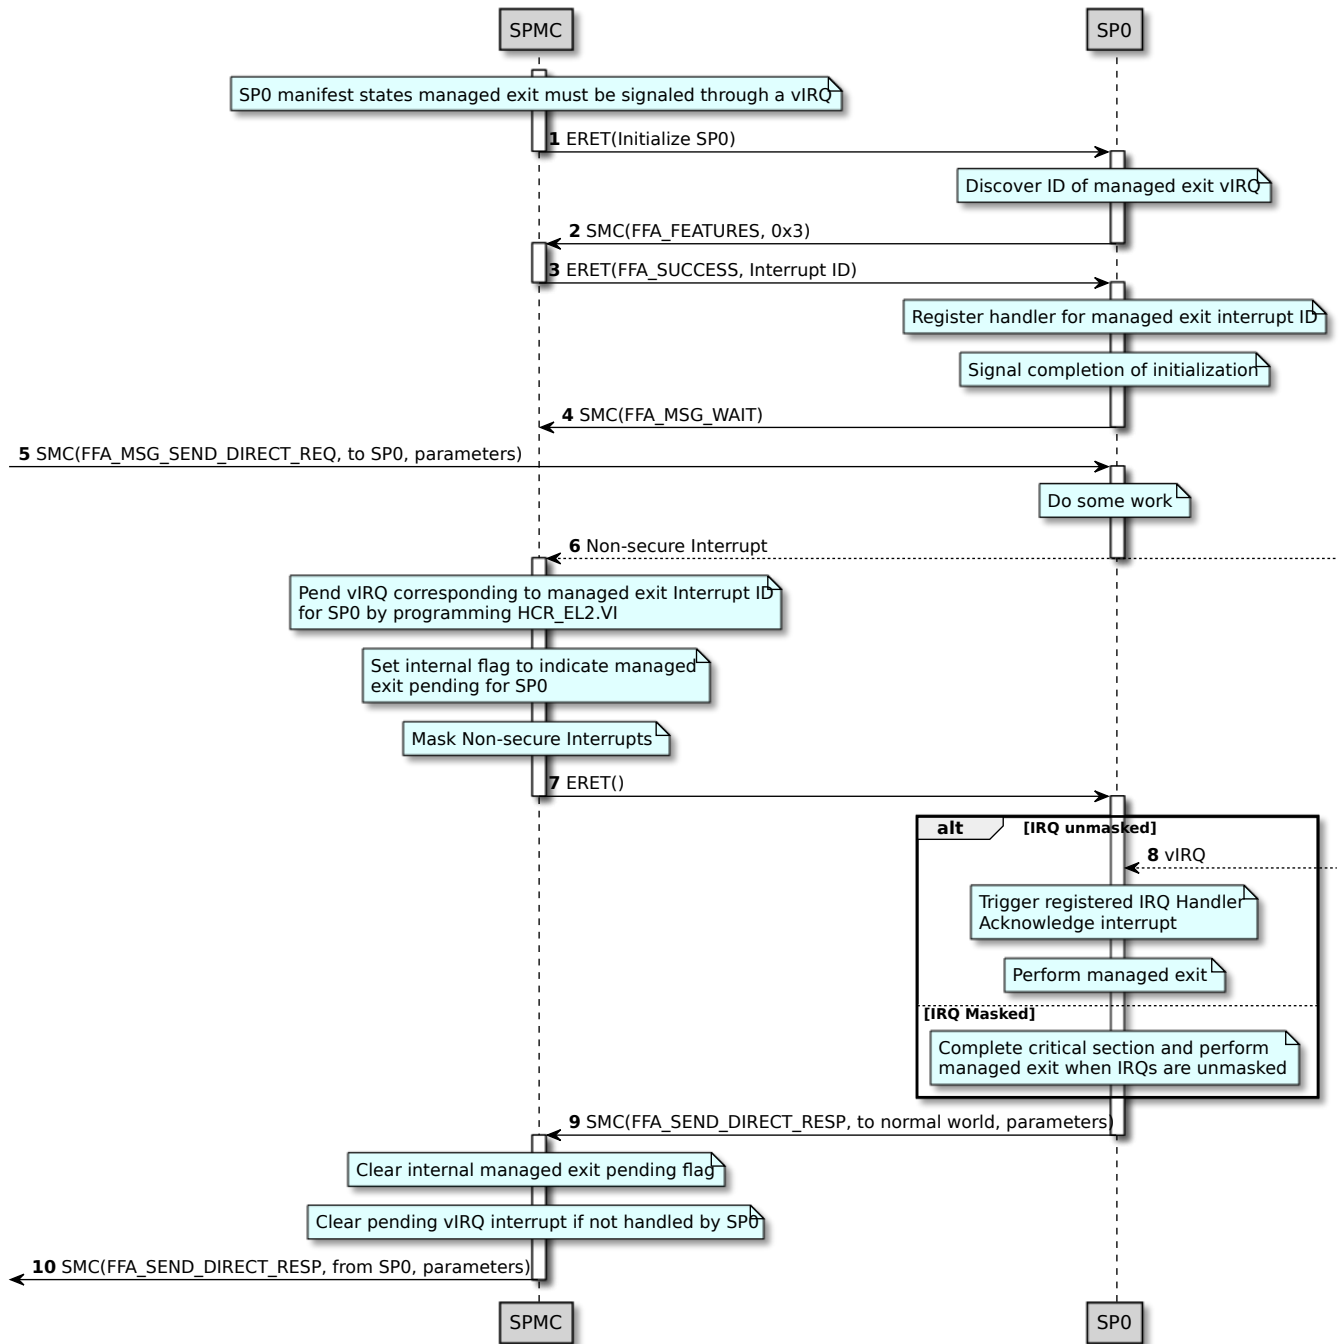 SPMC
SP0
SP0 manifest states managed exit must be signaled through a vIRQ
1 ERET(Initialize SP0)
Discover ID of managed exit vIRQ
2 SMC(FFA_FEATURES, 0x3)
3 ERET(FFA_SUCCESS, Interrupt ID)
Register handler for managed exit interrupt ID
Signal completion of initialization
4 SMC(FFA_MSG_WAIT)
5 SMC(FFA_MSG_SEND_DIRECT_REQ, to SP0, parameters)
Do some work
6 Non-secure Interrupt
Pend vIRQ corresponding to managed exit Interrupt ID
for SP0 by programming HCR_EL2.VI
Set internal flag to indicate managed
exit pending for SP0
Mask Non-secure Interrupts
7 ERET()
alt [IRQ unmasked]
8 vIRQ
Trigger registered IRQ Handler
Acknowledge interrupt
Perform managed exit
[IRQ Masked]
Complete critical section and perform
managed exit when IRQs are unmasked
9 SMC(FFA_SEND_DIRECT_RESP, to normal world, parameters)
Clear internal managed exit pending flag
Clear pending vIRQ interrupt if not handled by SP0
10 SMC(FFA_SEND_DIRECT_RESP, from SP0, parameters)
SPMC
SP0